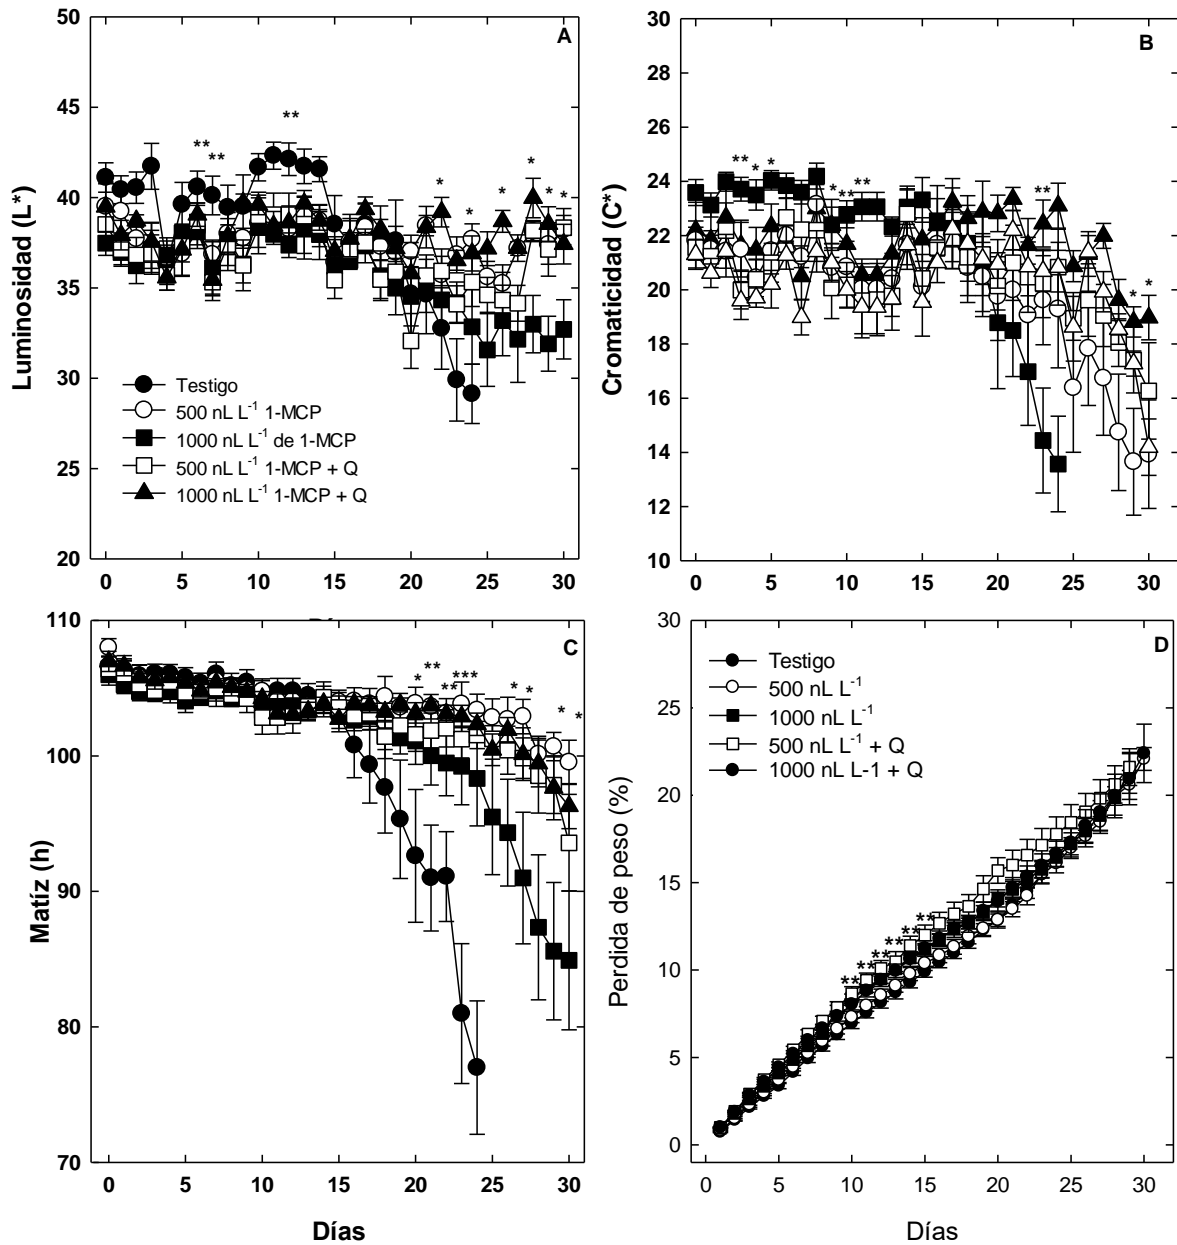 A
Luminosidad (L*)
50
45
40
35
30
25
20
** ** ** * * * * * *
Testigo
500 nL L-1 1-MCP
1000 nL L-1 de 1-MCP
500 nL L-1 1-MCP + Q
1000 nL L-1 1-MCP + Q
0 5 10 15 20 25 30
B
Cromaticidad (C*)
30
28
26
24
22
20
18
16
14
12
10
** * * * ** ** ** * *
0 5 10 15 20 25 30
C
Matíz (h)
110
100
90
80
70
* ** ** *** * * * *
0 5 10 15 20 25 30
Días
D
Perdida de peso (%)
30
25
20
15
10
5
0
Testigo
500 nL L-1
1000 nL L-1
500 nL L-1 + Q
1000 nL L-1 + Q
** ** ** ** ** **
0 5 10 15 20 25 30
Días